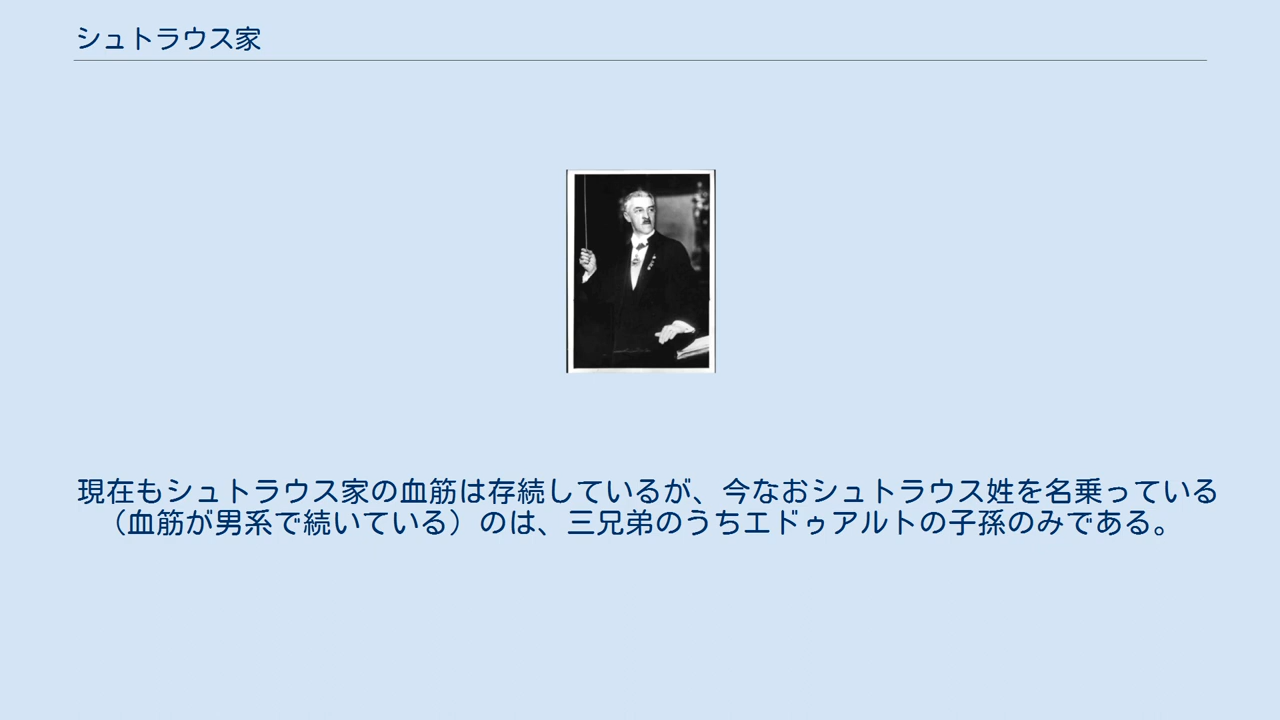 シュトラウス家
現在もシュトラウス家の血筋は存続しているが、今なおシュトラウス姓を名乗っている
（血筋が男系で続いている）のは、三兄弟のうちエドゥアルトの子孫のみである。